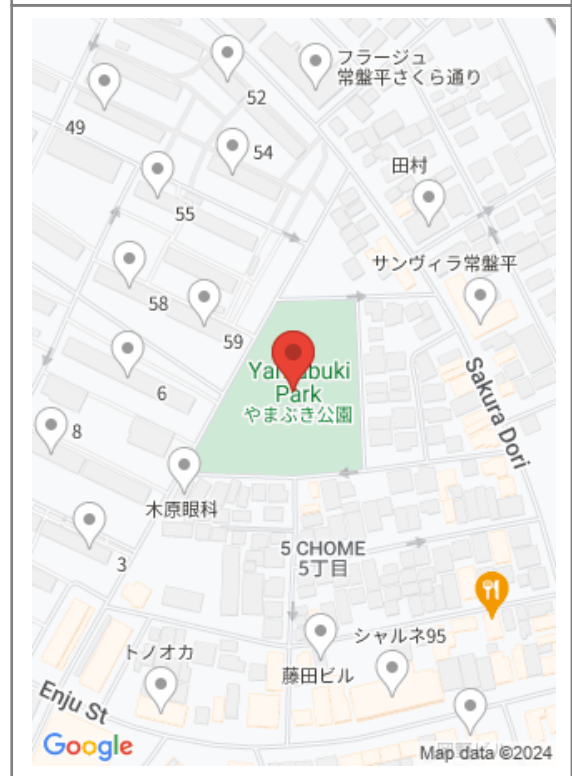 フラージュ
常盤平さくら通り
52
49
54
田村
55
サンヴィラ常盤平
58
59
Yamabuki
Park
やまぶき公園
Sakura Dori
6
8
木原眼科
5 CHOME
5丁目
3
シャルネ95
トノオカ
藤田ビル
Enju St
Google
Map data ©2024